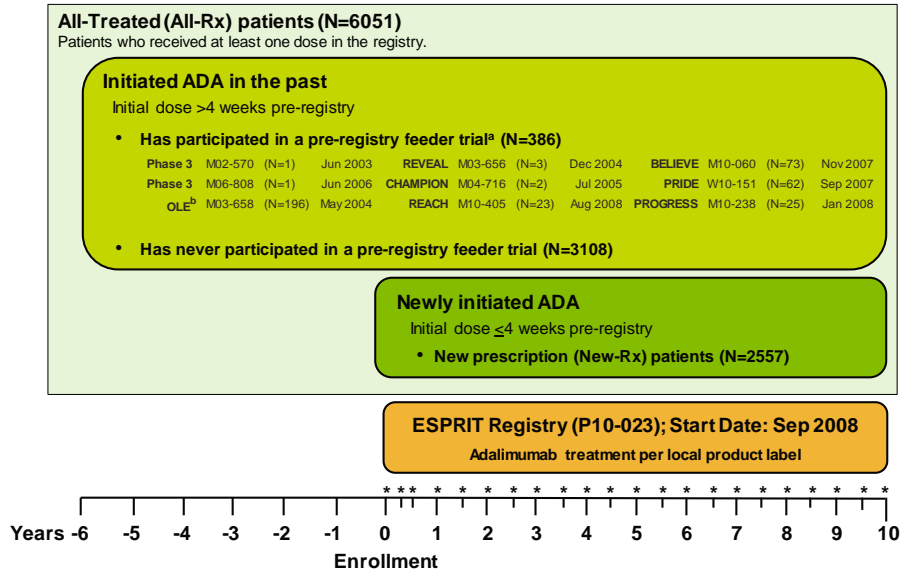 All-Treated (All-Rx) patients (N=6051)
Patients who received at least one dose in the registry.
Initiated ADA in the past
Initial dose >4 weeks pre-registry
• Has participated in a pre-registry feeder trialᵃ (N=386)
Phase 3 M02-570 (N=1) Jun 2003 REVEAL M03-656 (N=3) Dec 2004 BELIEVE M10-060 (N=73) Nov 2007
Phase 3 M06-808 (N=1) Jun 2006 CHAMPION M04-716 (N=2) Jul 2005 PRIDE W10-151 (N=62) Sep 2007
OLEᵇ M03-658 (N=196) May 2004 REACH M10-405 (N=23) Aug 2008 PROGRESS M10-238 (N=25) Jan 2008
• Has never participated in a pre-registry feeder trial (N=3108)
Newly initiated ADA
Initial dose ≤4 weeks pre-registry
• New prescription (New-Rx) patients (N=2557)
ESPRIT Registry (P10-023); Start Date: Sep 2008
Adalimumab treatment per local product label
* * * * * * * * * * * * * * * * * * * * * *
Years -6 -5 -4 -3 -2 -1 0 1 2 3 4 5 6 7 8 9 10
Enrollment